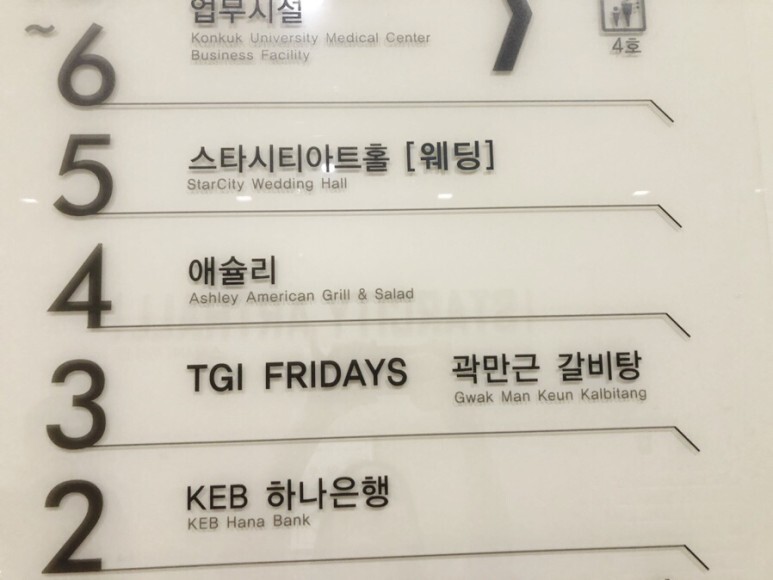 ~
6
업무시설
Konkuk University Medical Center
Business Facility
4호
5
스타시티아트홀 [웨딩]
StarCity Wedding Hall
4
애슐리
Ashley American Grill & Salad
3
TGI FRIDAYS 곽만근 갈비탕
Gwak Man Keun Kalbitang
2
KEB 하나은행
KEB Hana Bank